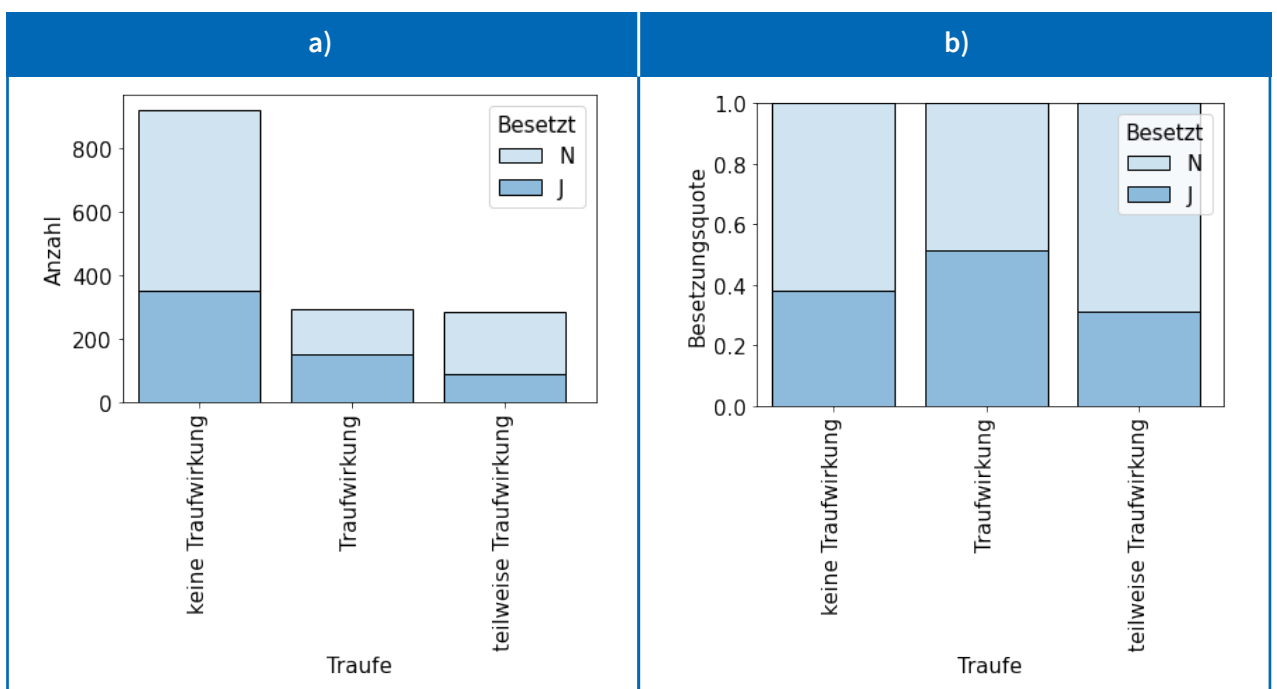 a)
b)
Anzahl
800
600
400
200
0
Besetzt
N
J
keine Traufwirkung
Traufwirkung
teilweise Traufwirkung
Traufe
Besetzungsquote
1.0
0.8
0.6
0.4
0.2
0.0
Besetzt
N
J
keine Traufwirkung
Traufwirkung
teilweise Traufwirkung
Traufe